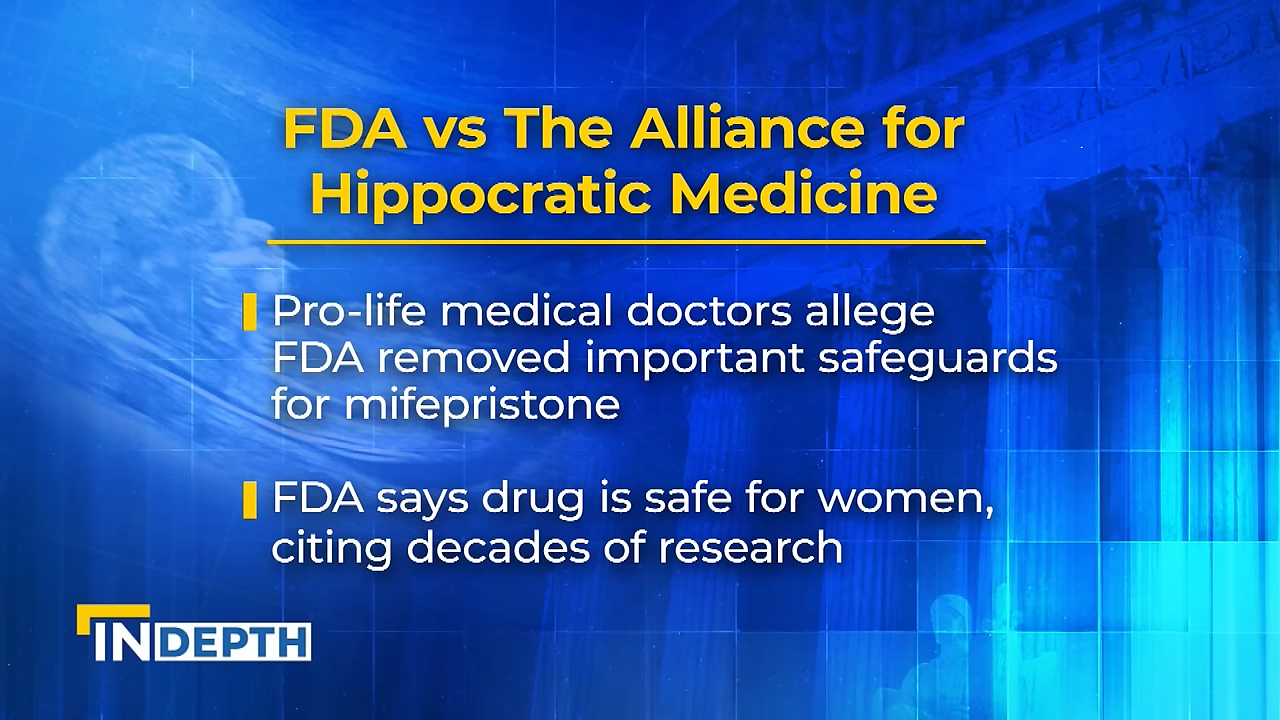 FDA vs The Alliance for
Hippocratic Medicine
Pro-life medical doctors allege
FDA removed important safeguards
for mifepristone
FDA says drug is safe for women,
citing decades of research
INDEPTH